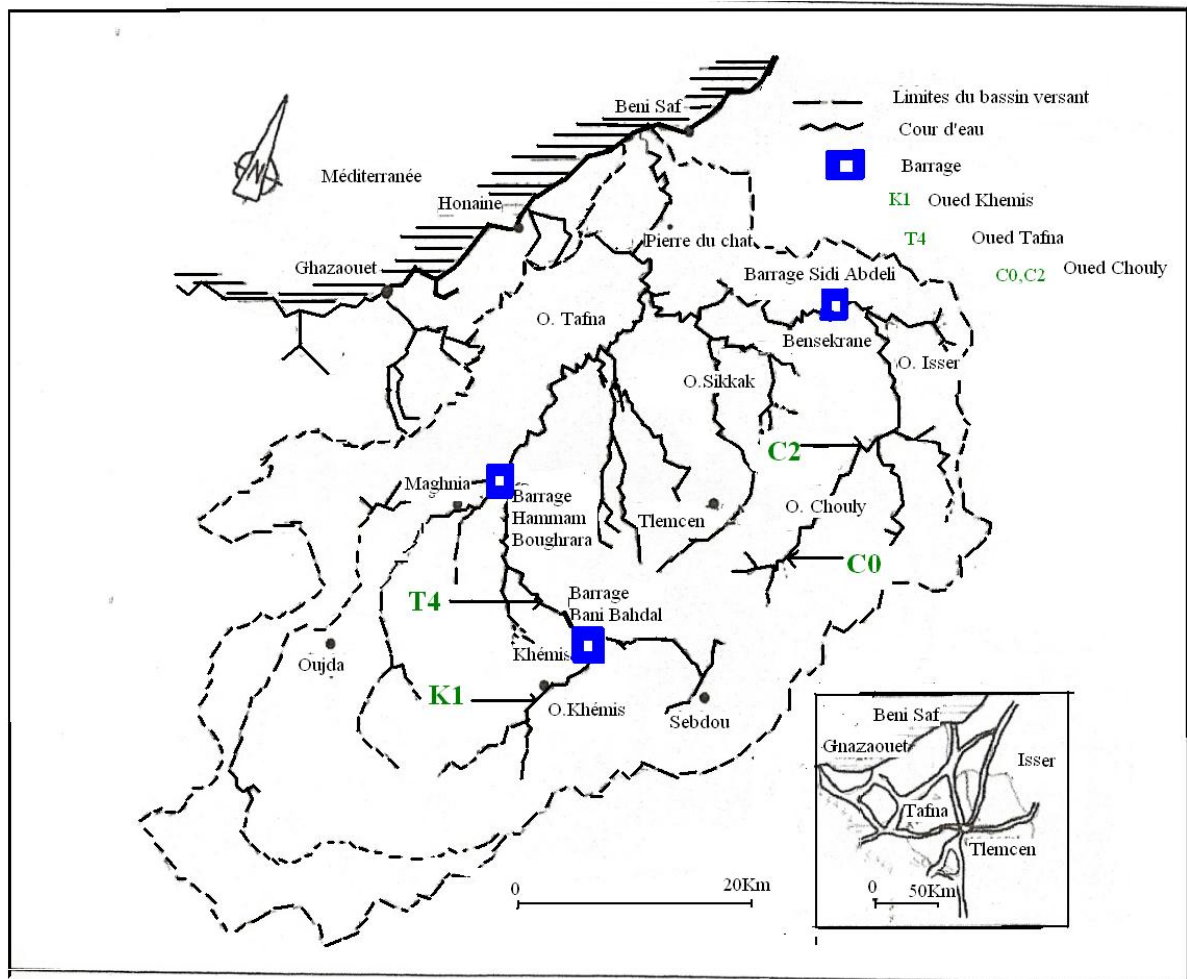 Beni Saf
Limites du bassin versant
Cour d'eau
Barrage
Méditerranée
N
K1 Oued Khemis
Honaine
T4 Oued Tafna
Pierre du chat
C0,C2 Oued Chouly
Ghazaouet
Barrage Sidi Abdeli
O. Tafna
Bensekrane
O. Isser
O.Sikkak
C2
Maghnia
Barrage
Hammam
Boughrara
Tlemcen
O. Chouly
C0
T4
Barrage
Bani Bahdal
Khémis
Oujda
K1
O.Khémis
Sebdou
Beni Saf
Gnazaouet
Isser
Tafna
Tlemcen
0 50Km
0 20Km